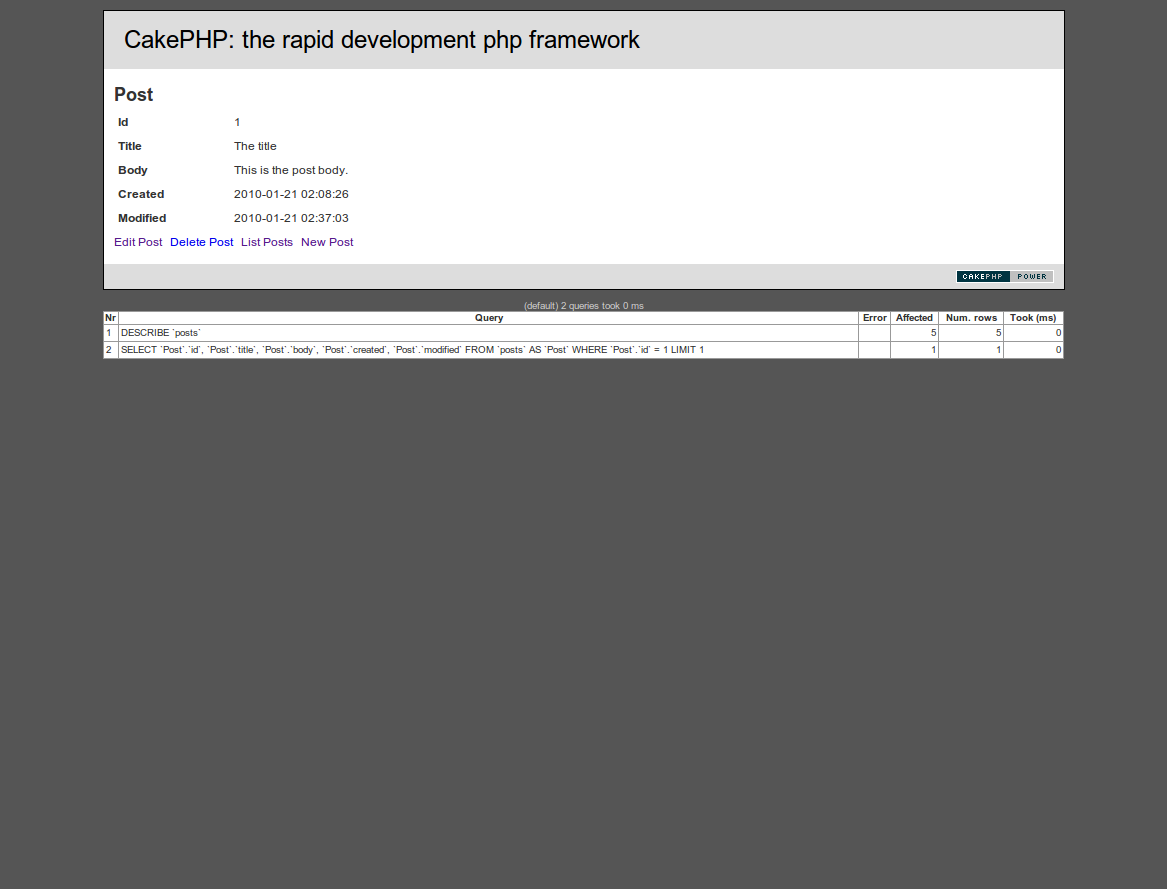 CakePHP: the rapid development php framework
Post
Id 1
Title The title
Body This is the post body.
Created 2010-01-21 02:08:26
Modified 2010-01-21 02:37:03
Edit Post Delete Post List Posts New Post
CAKEPHP POWER
(default) 2 queries took 0 ms
Nr Query Error Affected Num. rows Took (ms)
1 DESCRIBE `posts` 5 5 0
2 SELECT `Post`.`id`, `Post`.`title`, `Post`.`body`, `Post`.`created`, `Post`.`modified` FROM `posts` AS `Post` WHERE `Post`.`id` = 1 LIMIT 1 1 1 0